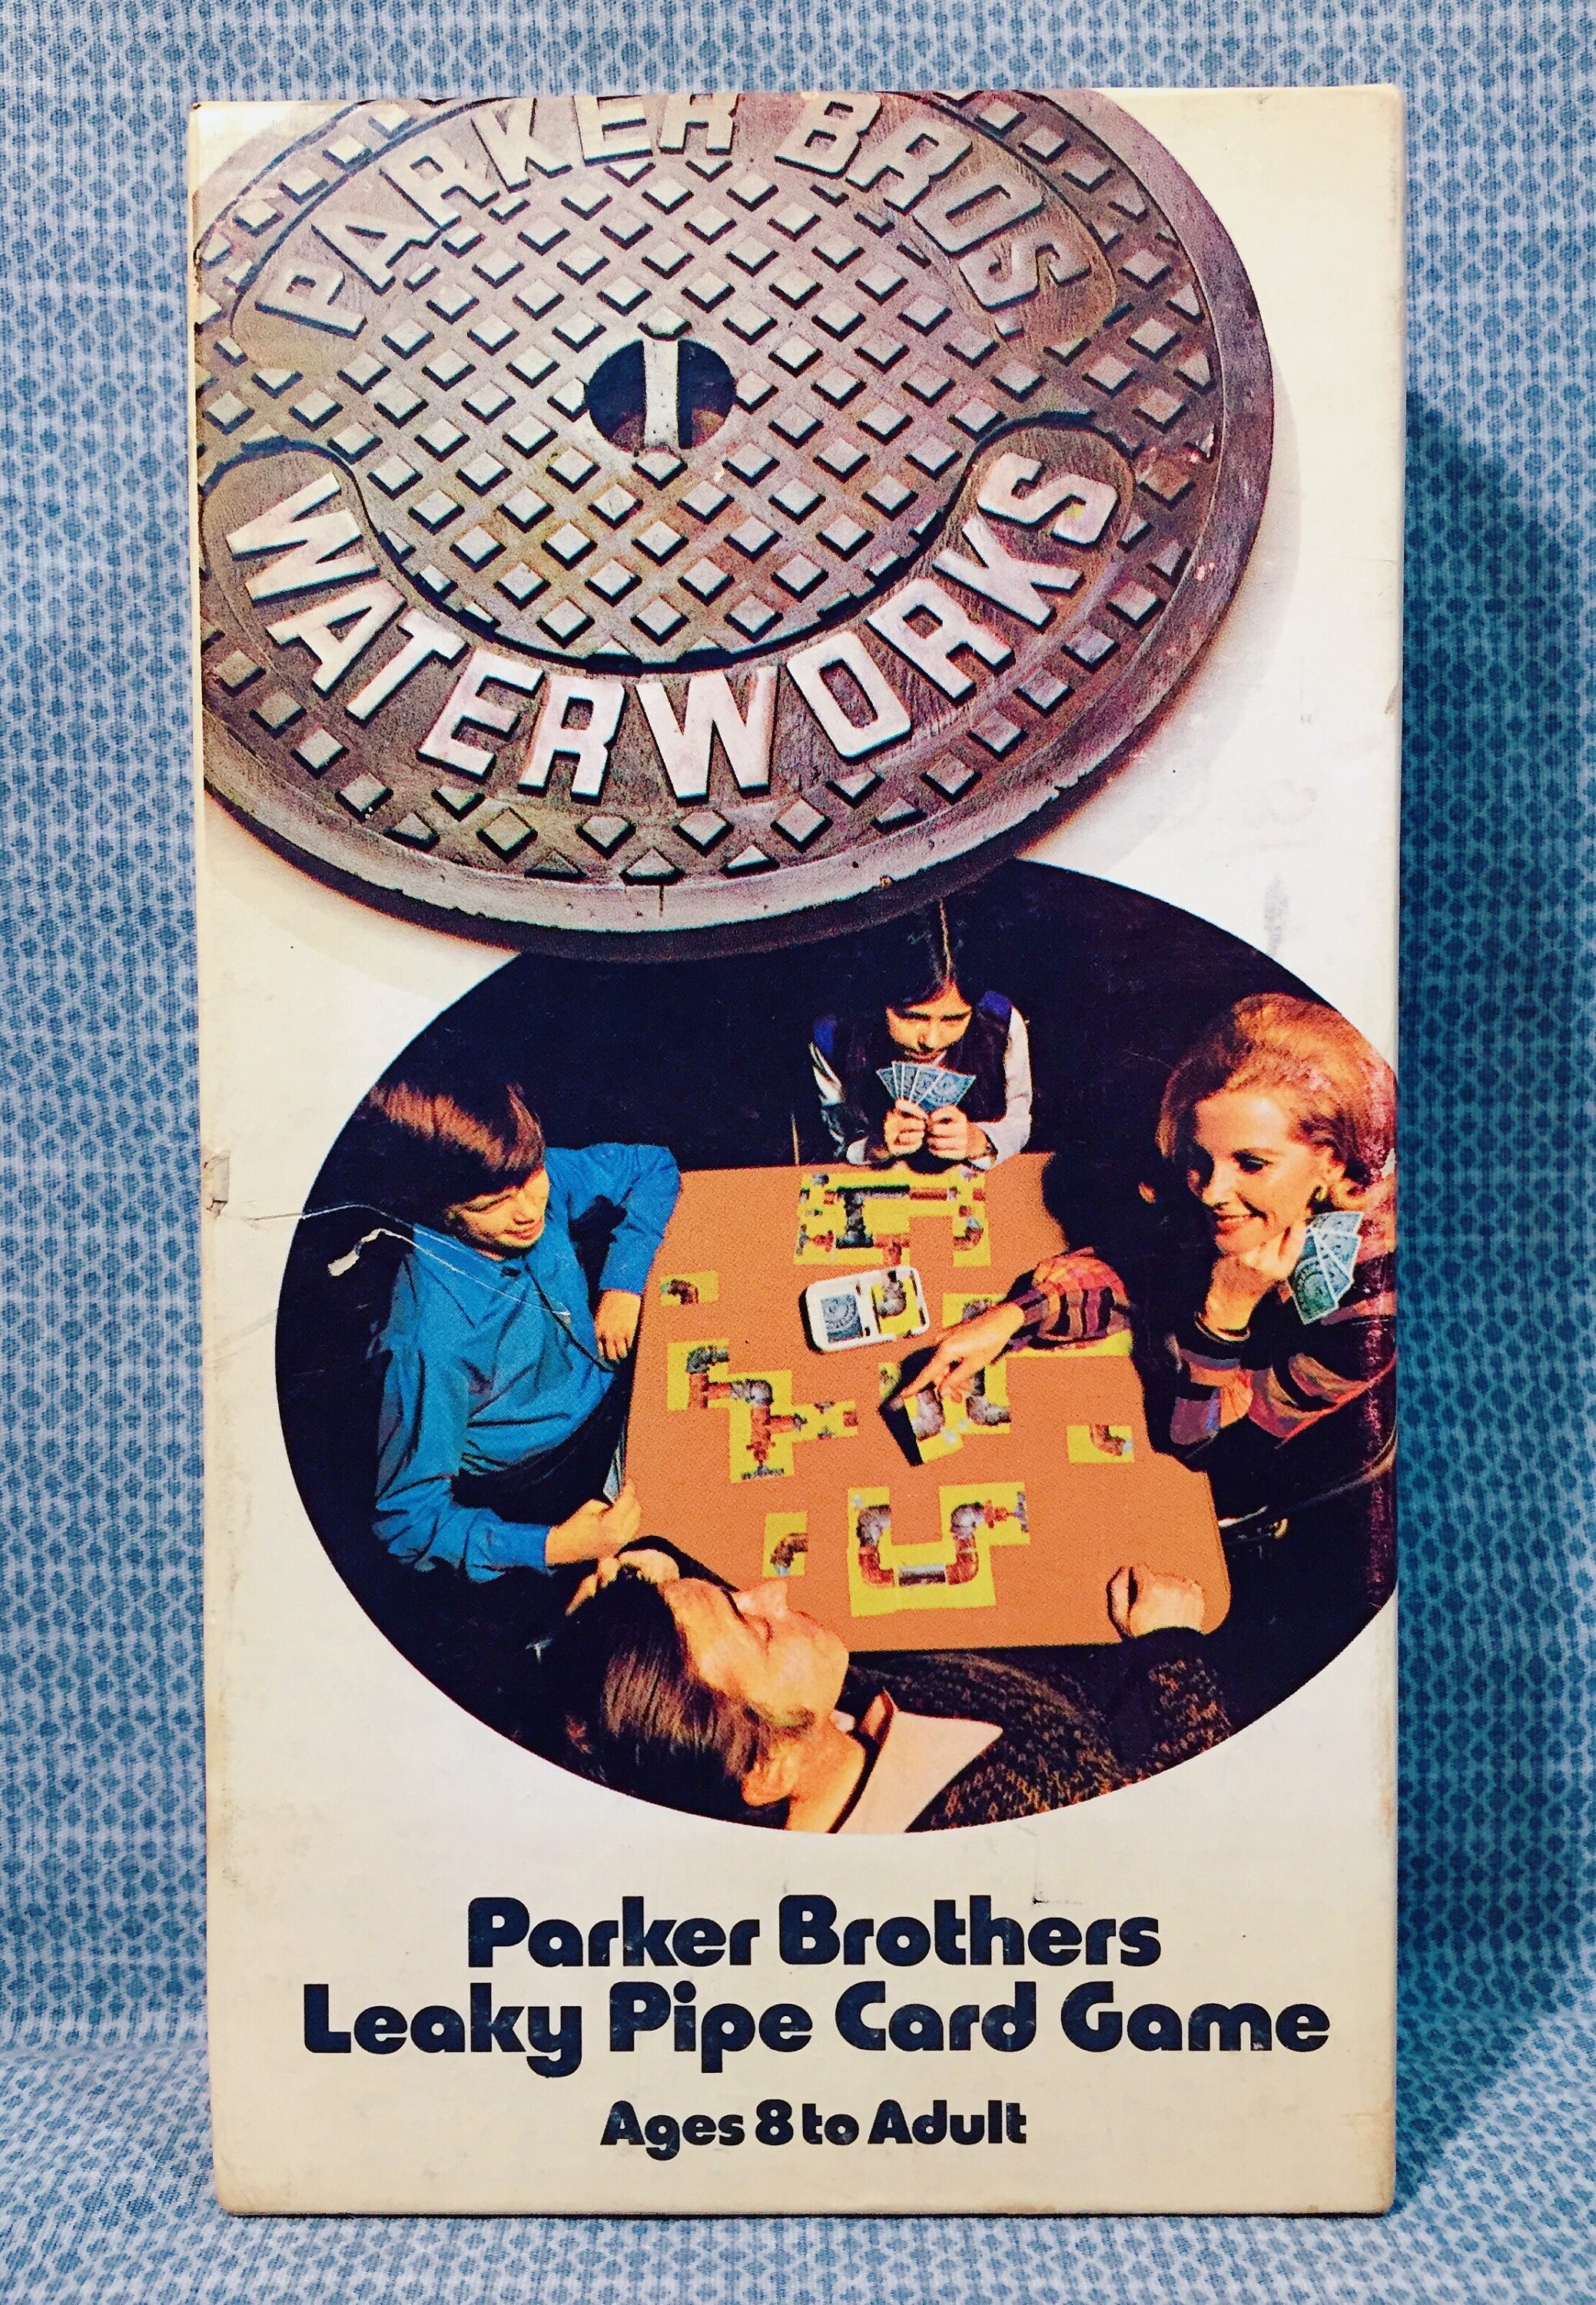 PARKER BROS
WATERWORKS
Parker Brothers
Leaky Pipe Card Game
Ages 8 to Adult